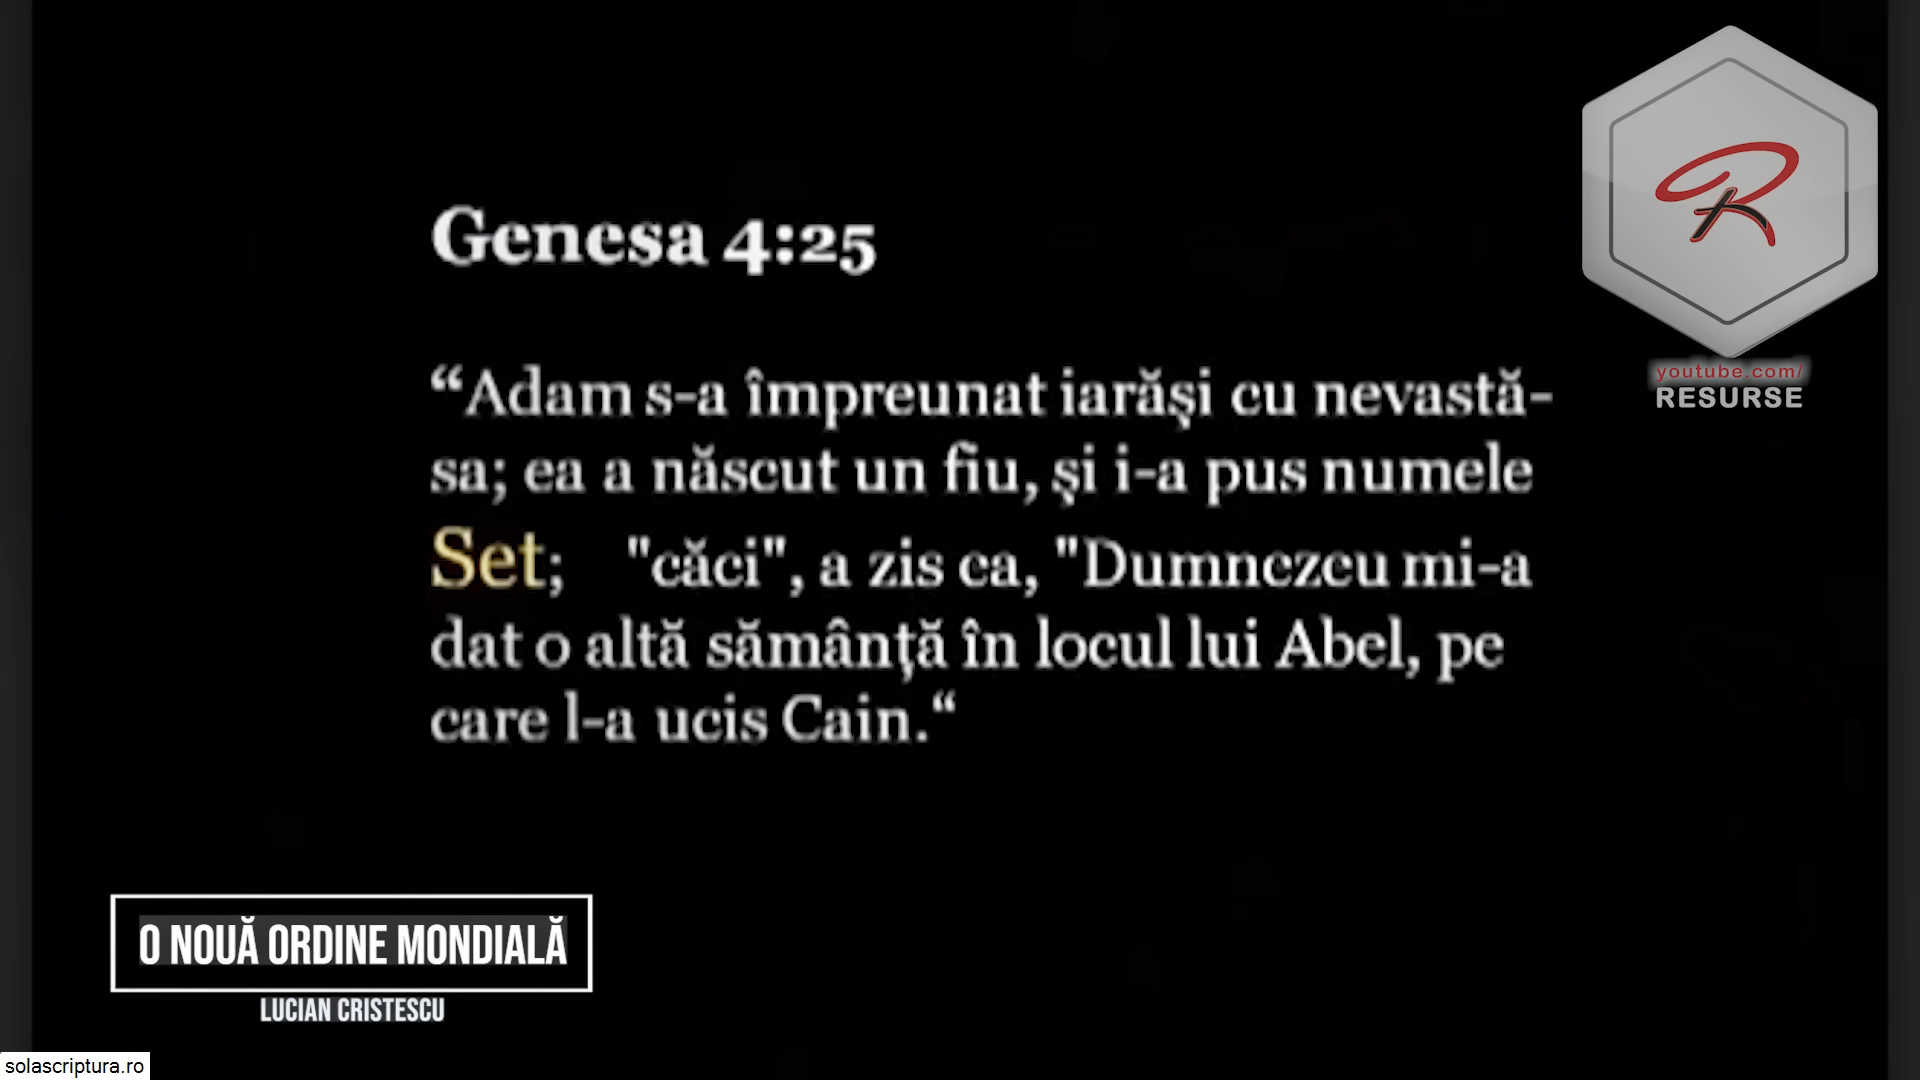 Genesa 4:25
“Adam s-a împreunat iarăşi cu nevastă-
sa; ea a născut un fiu, şi i-a pus numele
Set; "căci", a zis ea, "Dumnezeu mi-a
dat o altă sămânţă în locul lui Abel, pe
care l-a ucis Cain.“
R
youtube.com/
RESURSE
O NOUĂ ORDINE MONDIALĂ
LUCIAN CRISTESCU
solascriptura.ro